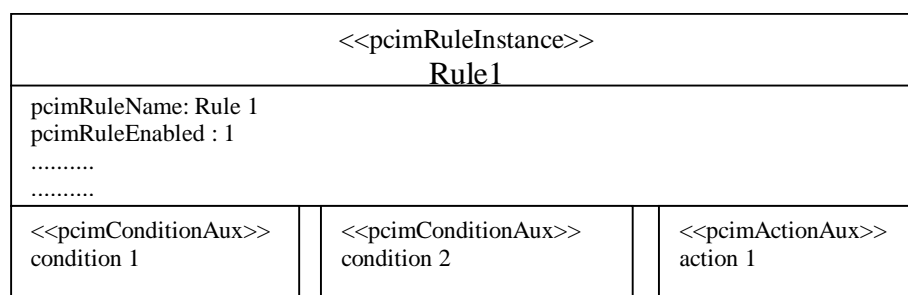 <<pcimRuleInstance>>
Rule1
pcimRuleName: Rule 1
pcimRuleEnabled : 1
..........
..........
<<pcimConditionAux>>
condition 1
<<pcimConditionAux>>
condition 2
<<pcimActionAux>>
action 1